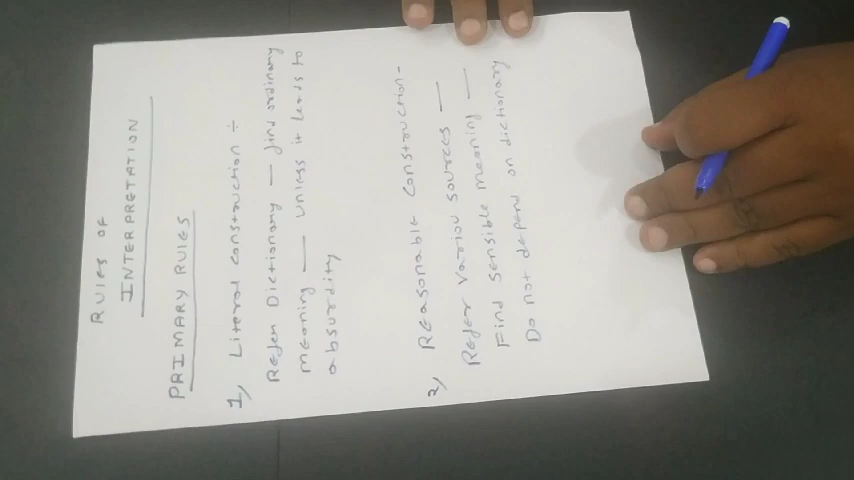 RULES OF
INTERPRETATION
PRIMARY RULES
1) Literal construction ÷
Refer Dictionary — find ordinary
meaning — unless it leads to
absurdity
2) Reasonable construction -
Refer Variou sources —
Find sensible meaning —
Do not depend on dictionary